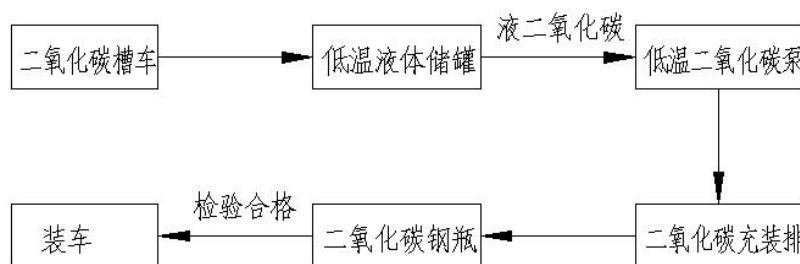 液二氧化碳
二氧化碳槽车
低温液体储罐
低温二氧化碳泵
检验合格
装车
二氧化碳钢瓶
二氧化碳充装排